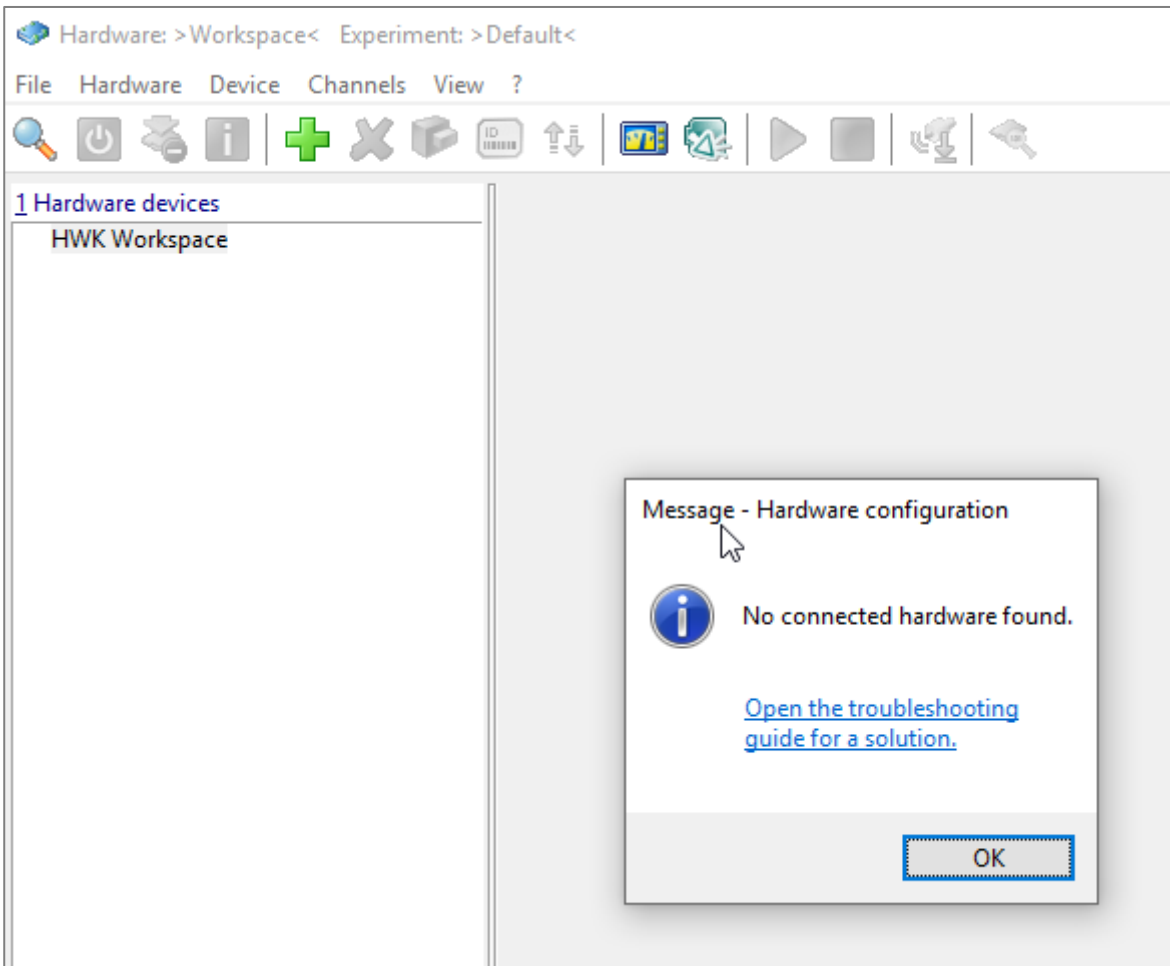 Hardware: >Workspace< Experiment: >Default<
File Hardware Device Channels View ?
ID
1 Hardware devices
HWK Workspace
Message - Hardware configuration
No connected hardware found.
Open the troubleshooting
guide for a solution.
OK